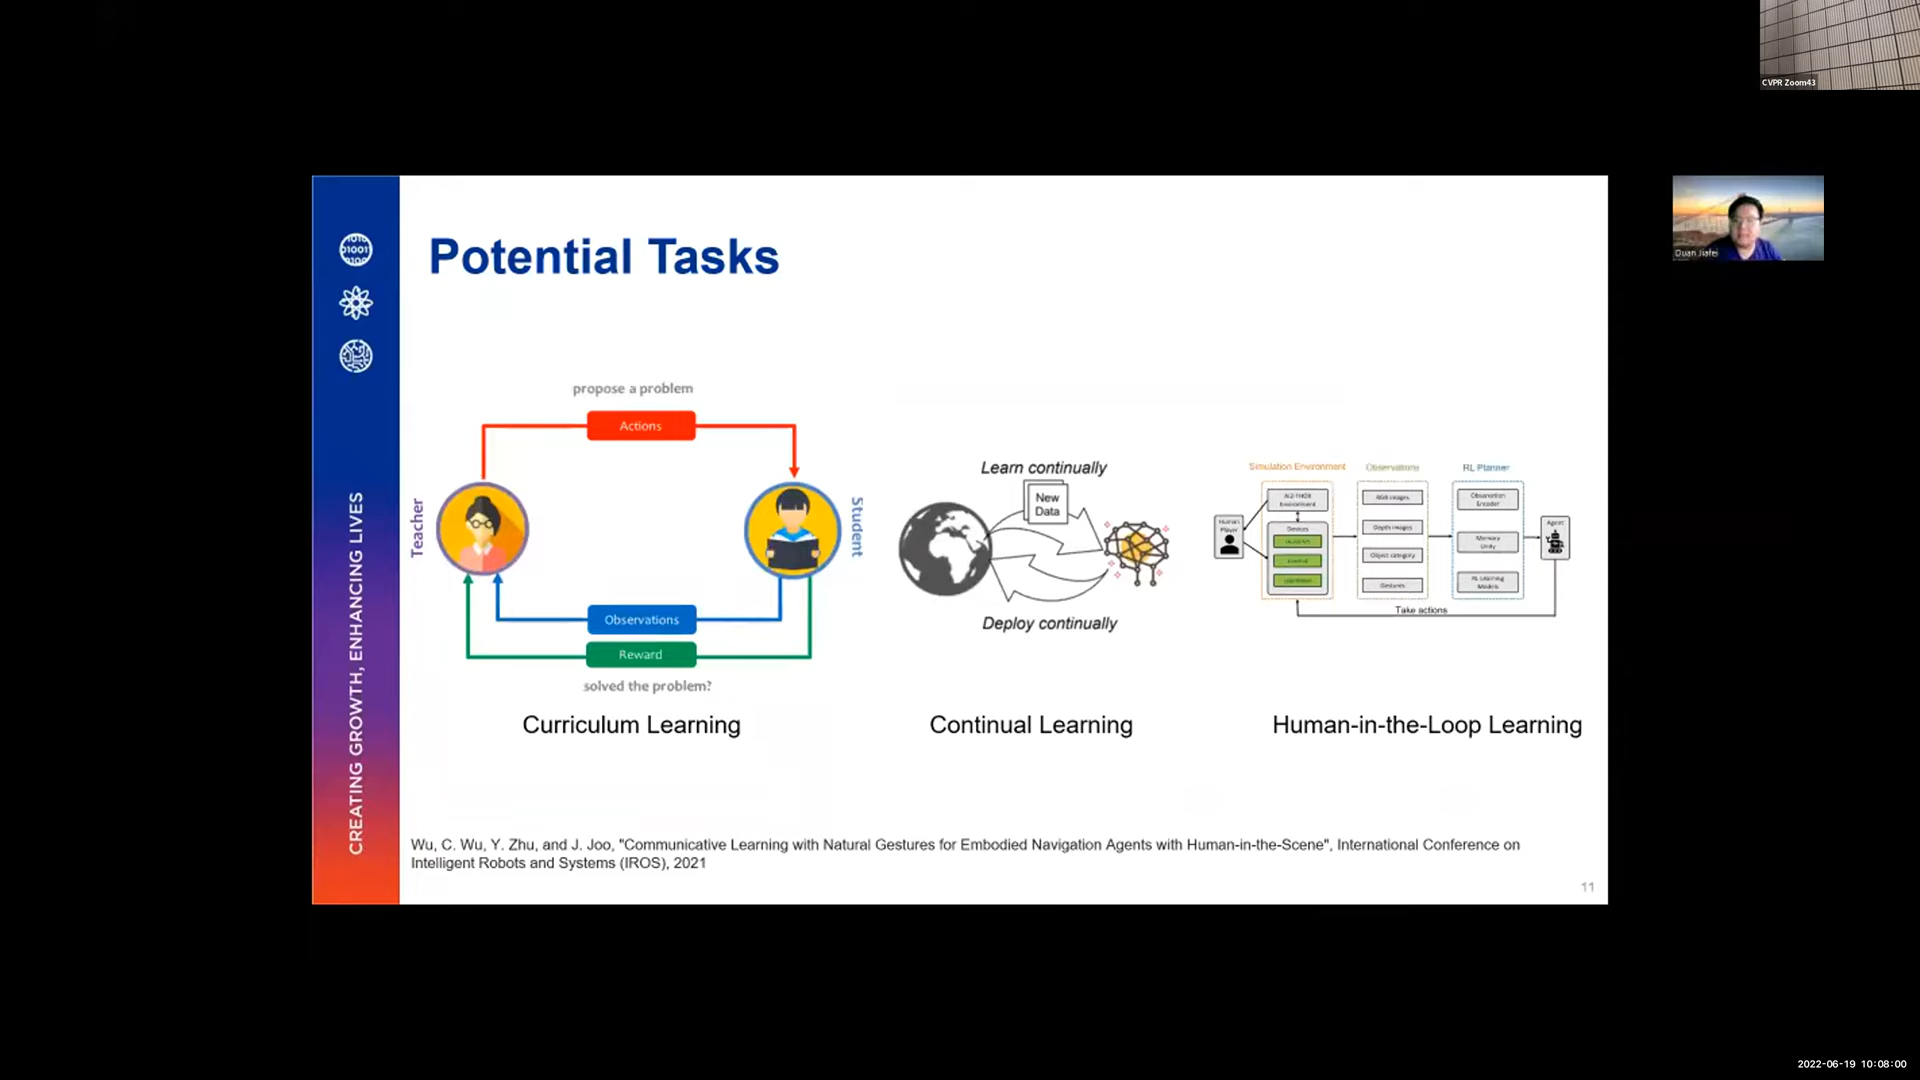 CVPR Zoom43
Duan Jiafei
CREATING GROWTH, ENHANCING LIVES
Potential Tasks
propose a problem
Actions
Teacher
Student
Observations
Reward
solved the problem?
Curriculum Learning
Learn continually
New
Data
Deploy continually
Continual Learning
Simulation Environment
Observations
RL Planner
Human
Player
AI2-THOR
Environment
Devices
RGB images
Depth images
Object category
Gestures
Observation
Encoder
Memory
Unity
RL Learning
Models
Agent
Take actions
Human-in-the-Loop Learning
Wu, C. Wu, Y. Zhu, and J. Joo, "Communicative Learning with Natural Gestures for Embodied Navigation Agents with Human-in-the-Scene", International Conference on
Intelligent Robots and Systems (IROS), 2021
11
2022-06-19 10:08:00